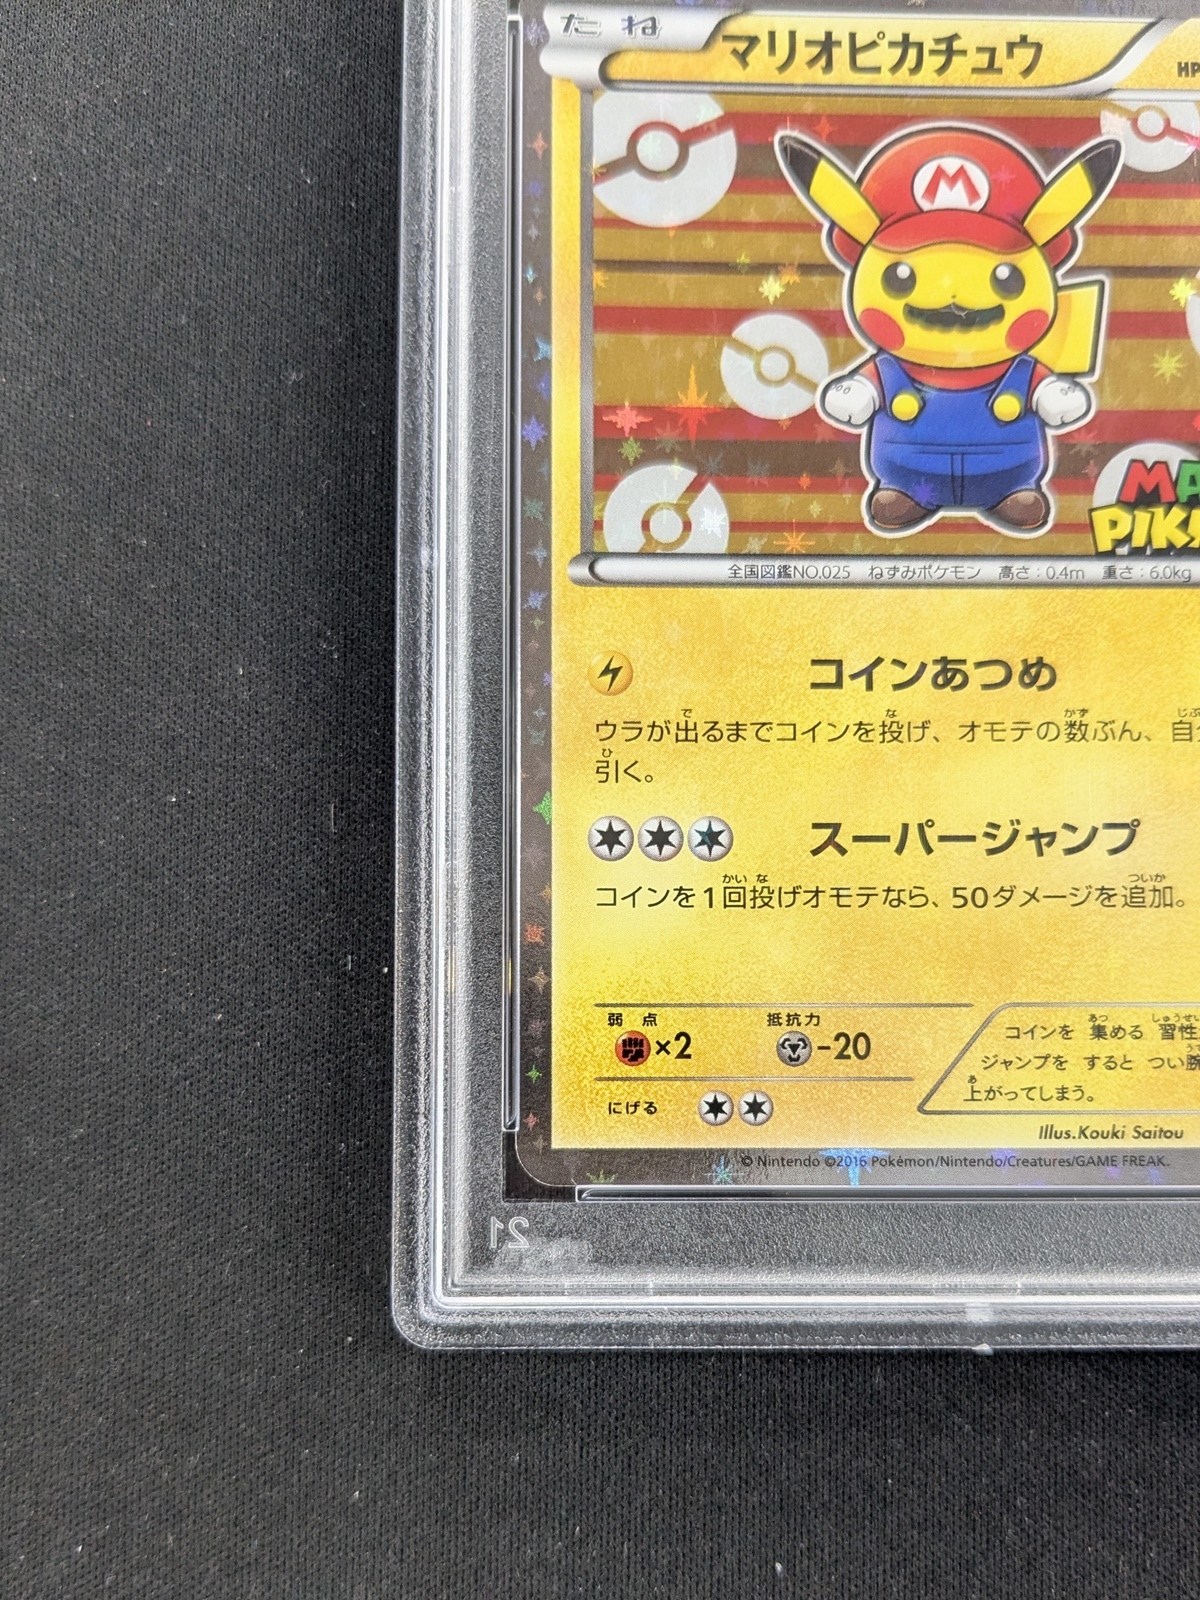 たね
マリオピカチュウ
HP
M
MA
PIKA
全国図鑑NO.025 ねずみポケモン 高さ:0.4m 重さ:6.0kg
コインあつめ
ウラが出るまでコインを投げ、オモテの数ぶん、自
引く。
スーパージャンプ
コインを1回投げオモテなら、50ダメージを追加。
弱点 抵抗力
×2 -20
にげる
コインを 集める 習性
ジャンプを すると つい腕
上がってしまう。
Illus.Kouki Saitou
© Nintendo ©2016 Pokémon/Nintendo/Creatures/GAME FREAK.
21